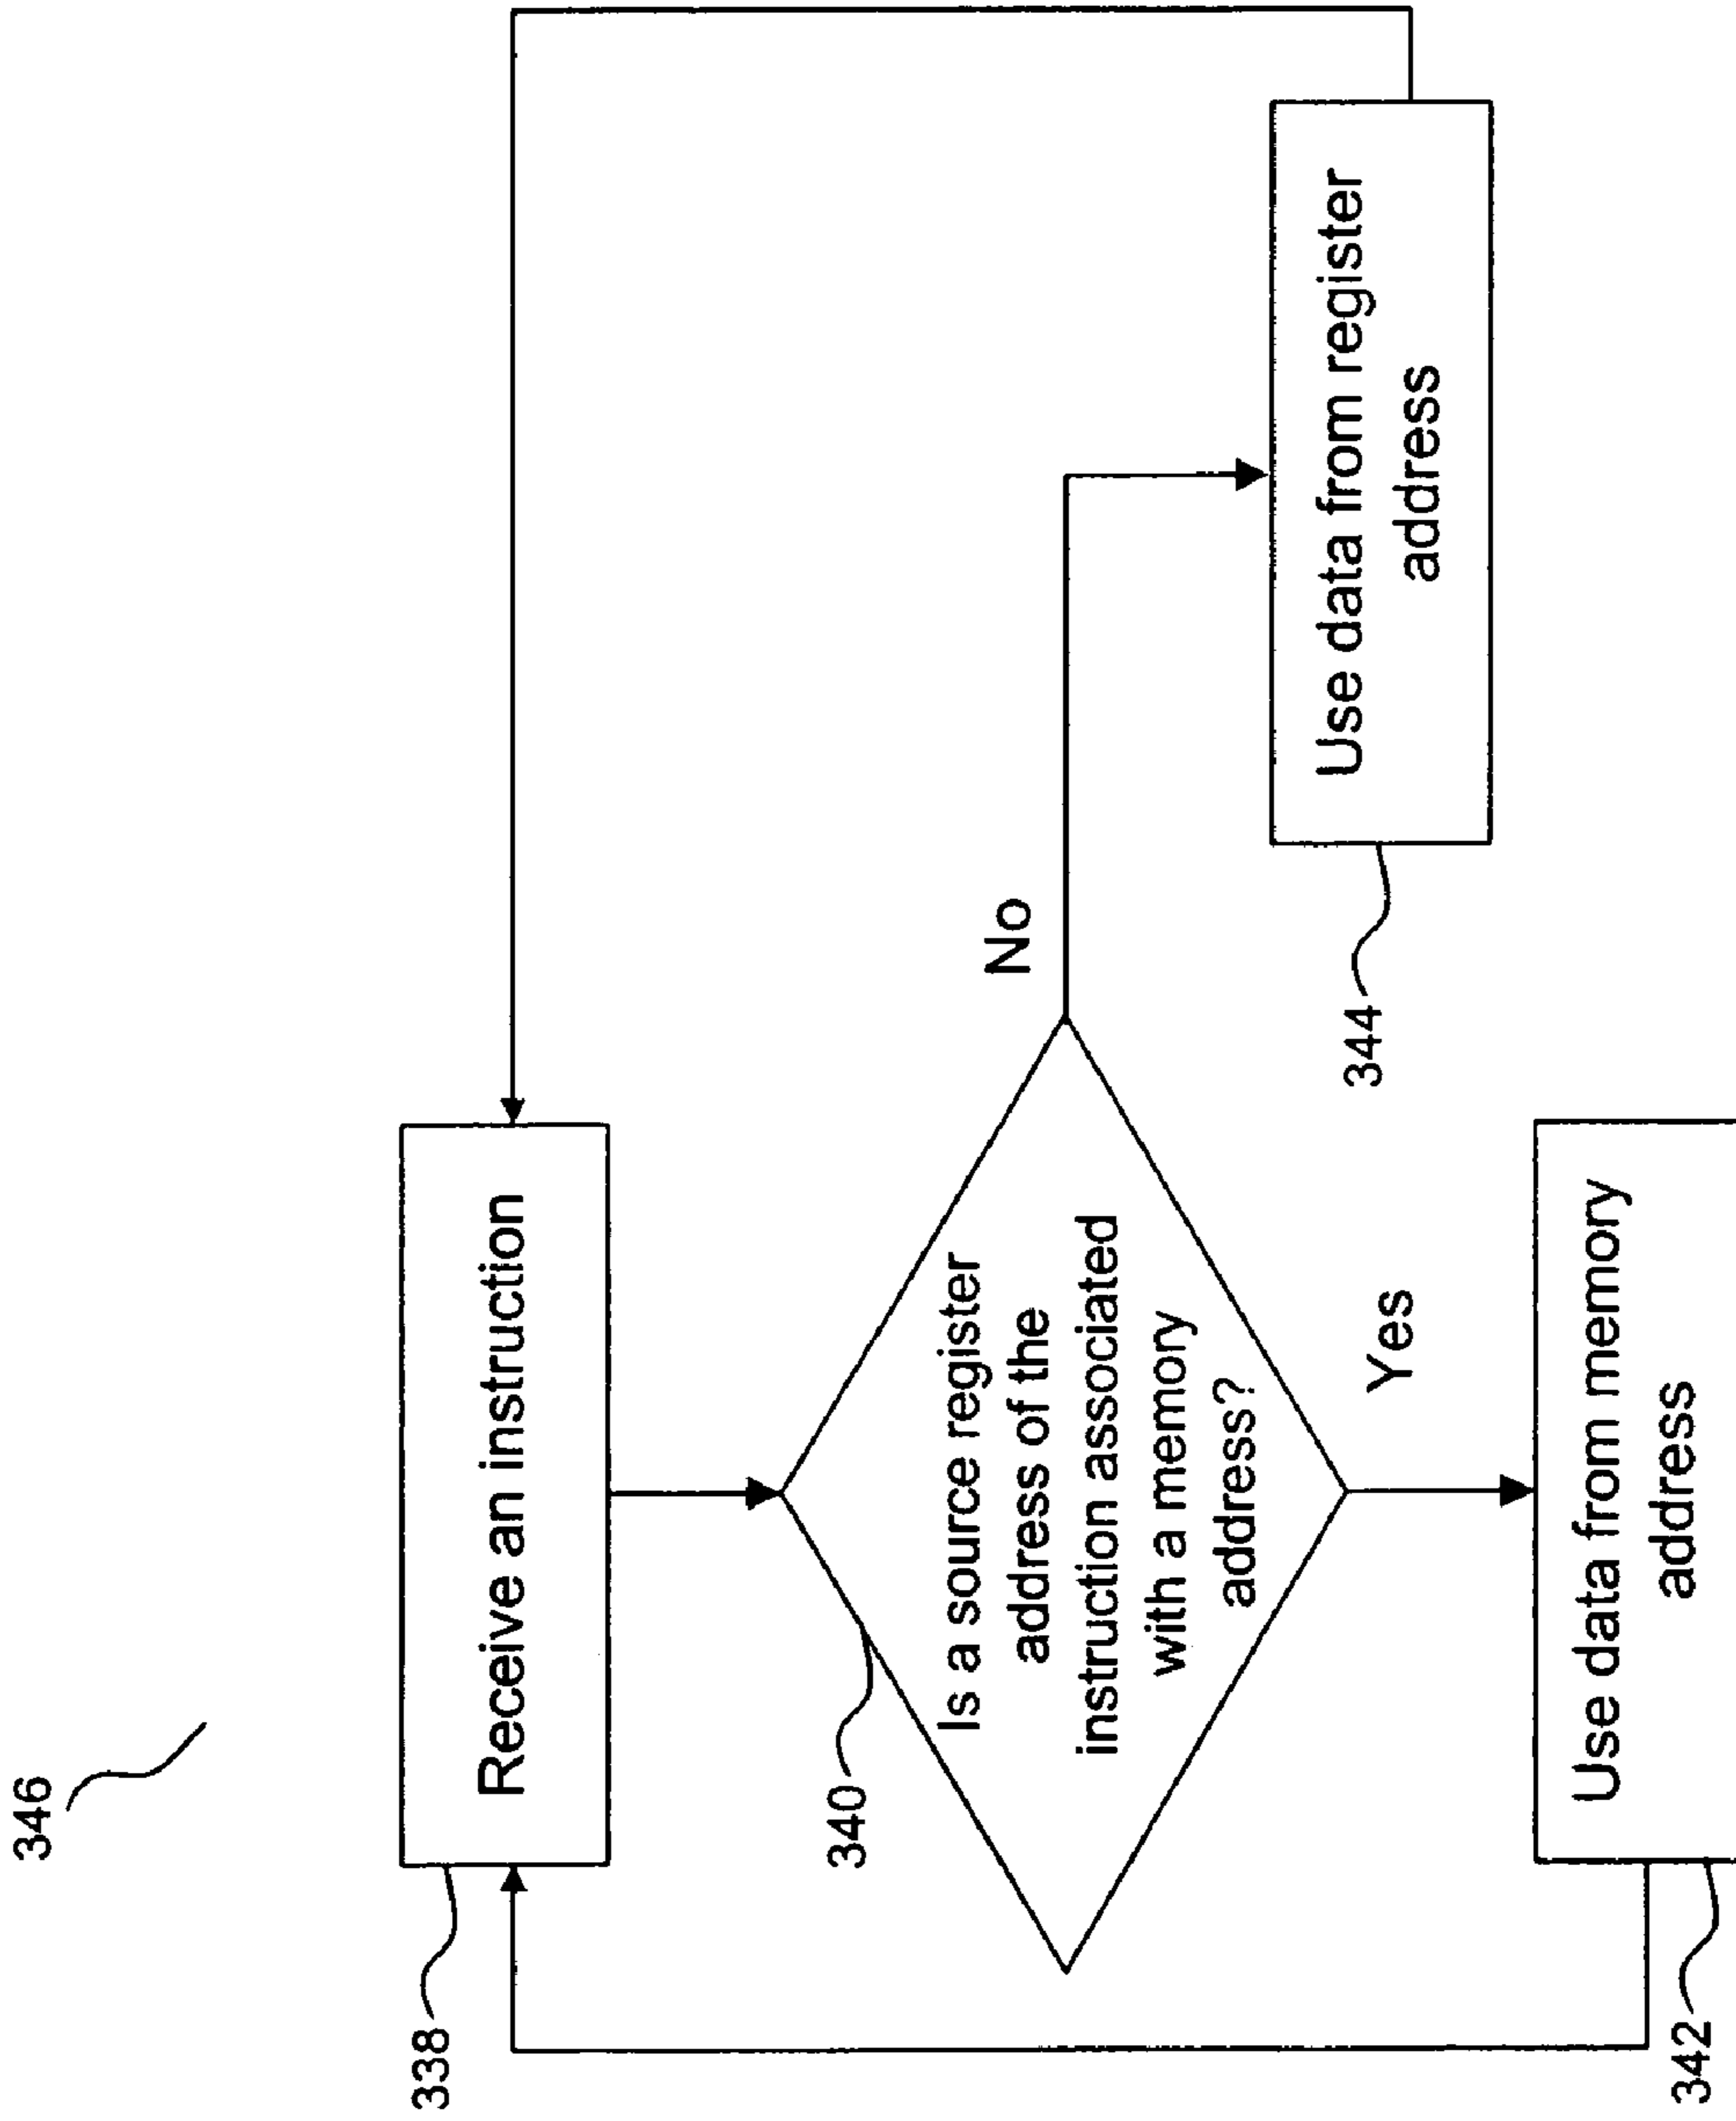 346
338
Receive an instruction
340
Is a source register
address of the
instruction associated
with a memory
address?
No
Yes
344
Use data from register
address
342
Use data from memory
address